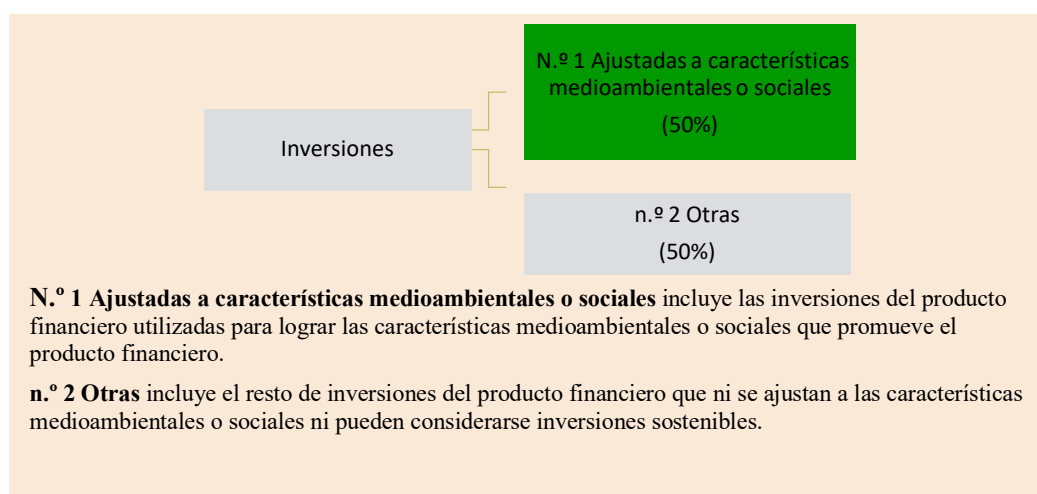 N.º 1 Ajustadas a características
medioambientales o sociales
(50%)
Inversiones
n.º 2 Otras
(50%)
N.º 1 Ajustadas a características medioambientales o sociales incluye las inversiones del producto
financiero utilizadas para lograr las características medioambientales o sociales que promueve el
producto financiero.
n.º 2 Otras incluye el resto de inversiones del producto financiero que ni se ajustan a las características
medioambientales o sociales ni pueden considerarse inversiones sostenibles.